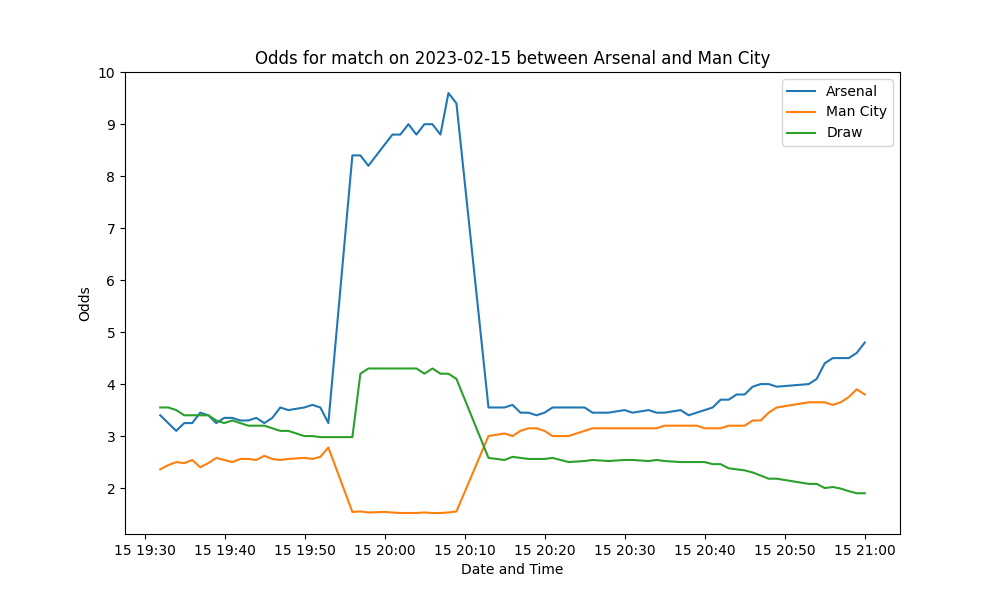 Odds for match on 2023-02-15 between Arsenal and Man City
10
9
8
7
6
5
4
3
2
Odds
Arsenal
Man City
Draw
15 19:30 15 19:40 15 19:50 15 20:00 15 20:10 15 20:20 15 20:30 15 20:40 15 20:50 15 21:00
Date and Time